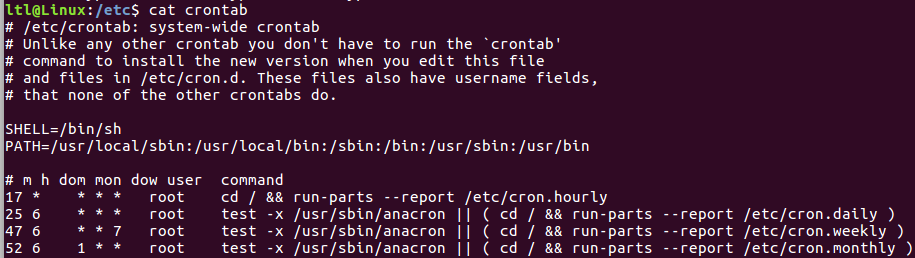 ltl@Linux:/etc$ cat crontab
# /etc/crontab: system-wide crontab
# Unlike any other crontab you don't have to run the `crontab'
# command to install the new version when you edit this file
# and files in /etc/cron.d. These files also have username fields,
# that none of the other crontabs do.

SHELL=/bin/sh
PATH=/usr/local/sbin:/usr/local/bin:/sbin:/bin:/usr/sbin:/usr/bin

# m h dom mon dow user  command
17 *    * * *   root    cd / && run-parts --report /etc/cron.hourly
25 6    * * *   root    test -x /usr/sbin/anacron || ( cd / && run-parts --report /etc/cron.daily )
47 6    * * 7   root    test -x /usr/sbin/anacron || ( cd / && run-parts --report /etc/cron.weekly )
52 6    1 * *   root    test -x /usr/sbin/anacron || ( cd / && run-parts --report /etc/cron.monthly )